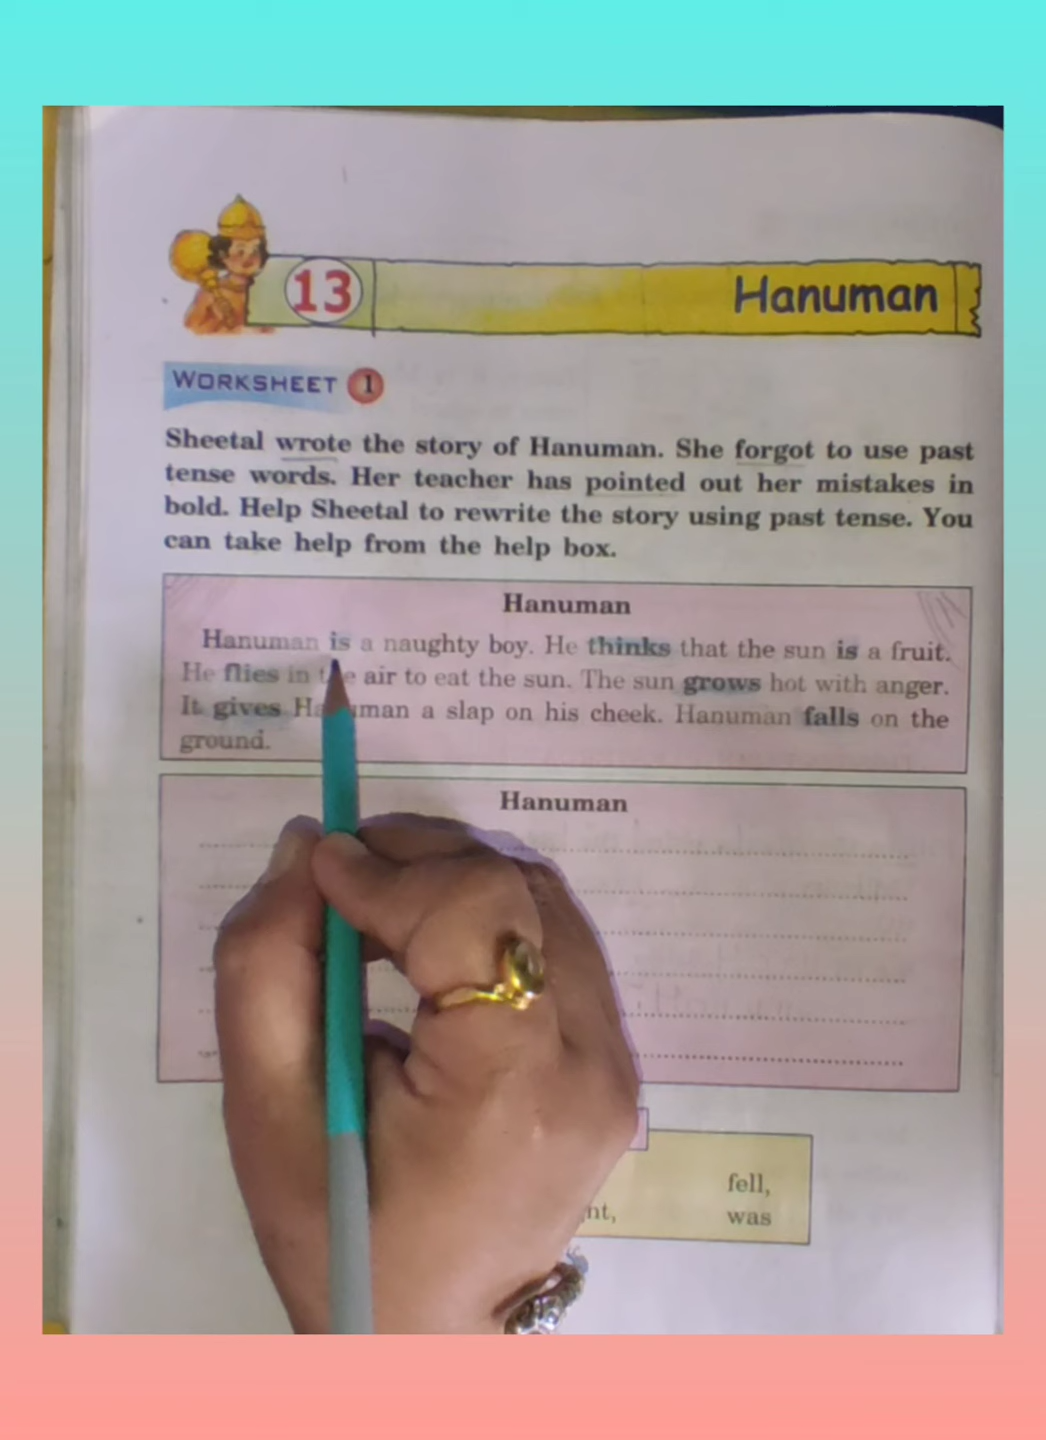 13
Hanuman
WORKSHEET 1
Sheetal wrote the story of Hanuman. She forgot to use past
tense words. Her teacher has pointed out her mistakes in
bold. Help Sheetal to rewrite the story using past tense. You
can take help from the help box.
Hanuman
Hanuman is a naughty boy. He thinks that the sun is a fruit.
He flies in the air to eat the sun. The sun grows hot with anger.
It gives Hanuman a slap on his cheek. Hanuman falls on the
ground.
Hanuman
fell,
was